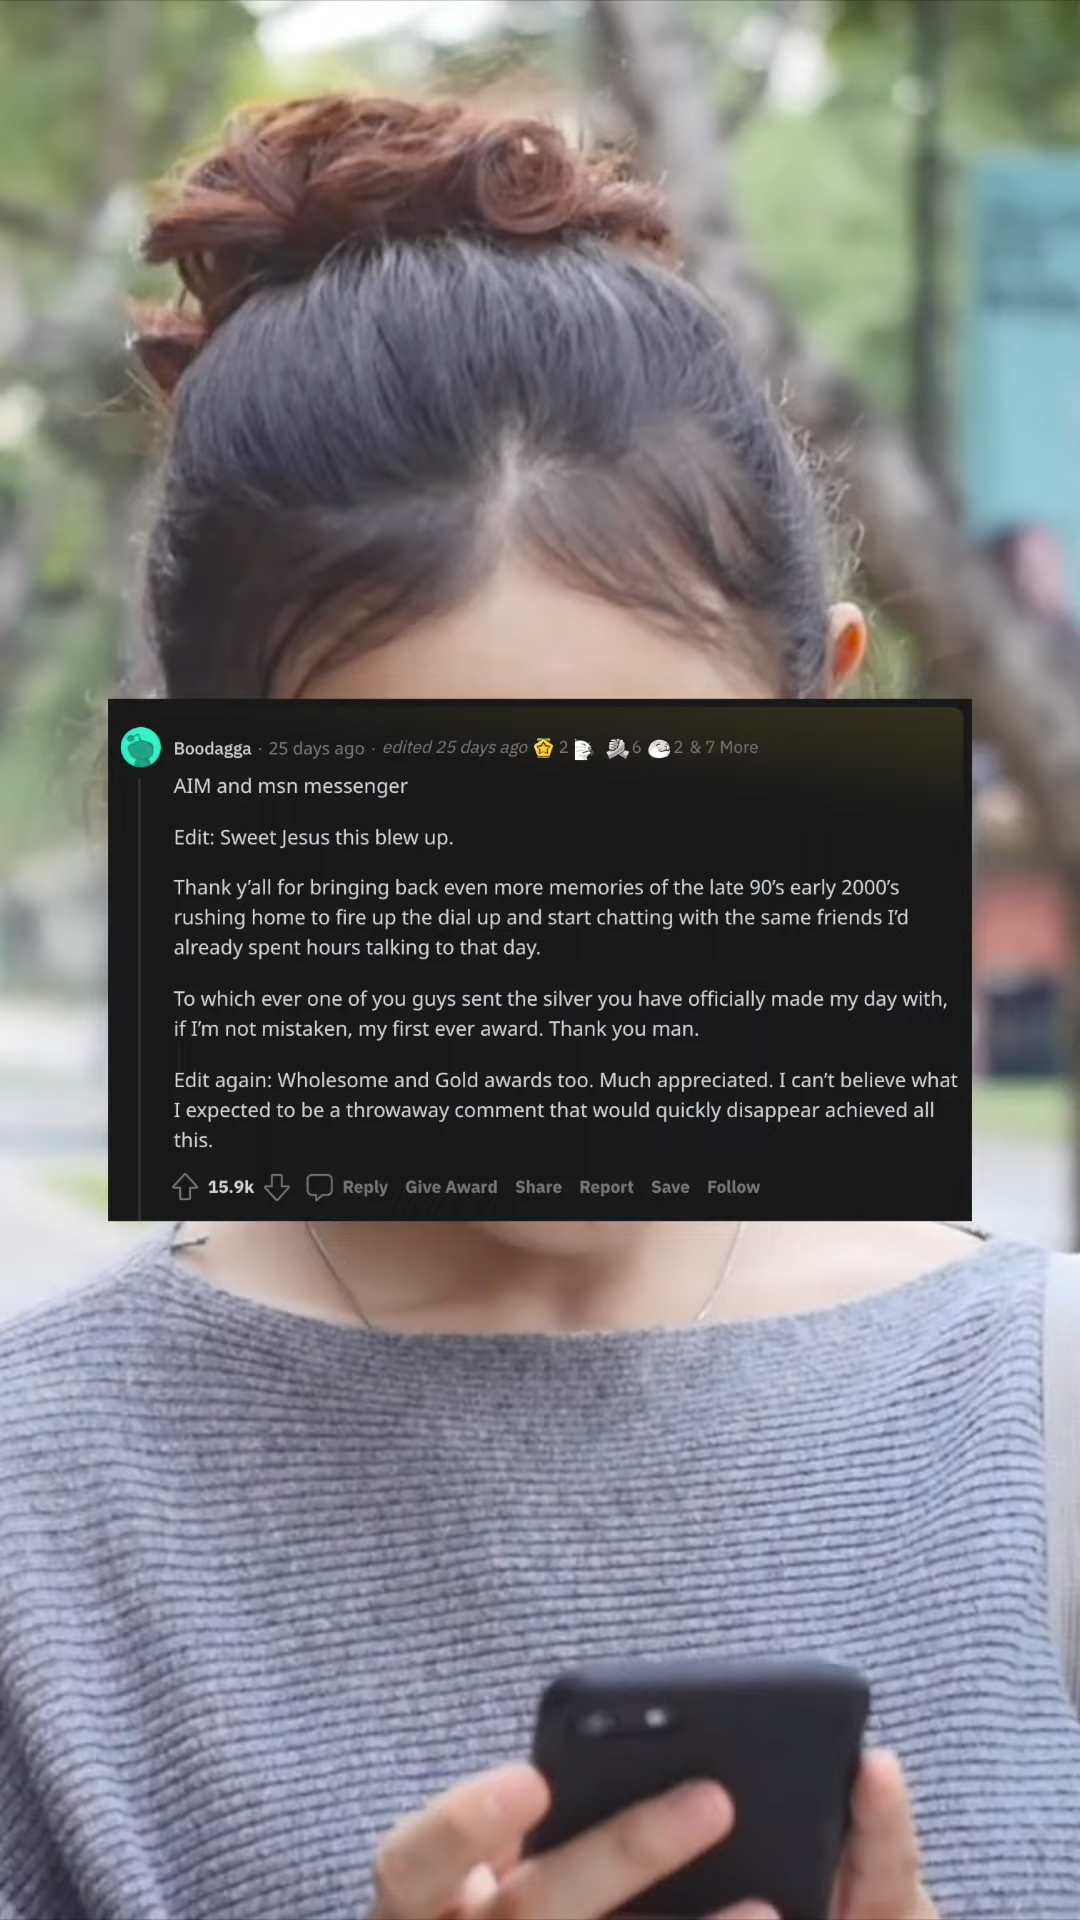 Boodagga · 25 days ago · edited 25 days ago 2 6 2 & 7 More
AIM and msn messenger
Edit: Sweet Jesus this blew up.
Thank y’all for bringing back even more memories of the late 90’s early 2000’s
rushing home to fire up the dial up and start chatting with the same friends I’d
already spent hours talking to that day.
To which ever one of you guys sent the silver you have officially made my day with,
if I’m not mistaken, my first ever award. Thank you man.
Edit again: Wholesome and Gold awards too. Much appreciated. I can’t believe what
I expected to be a throwaway comment that would quickly disappear achieved all
this.
15.9k Reply Give Award Share Report Save Follow